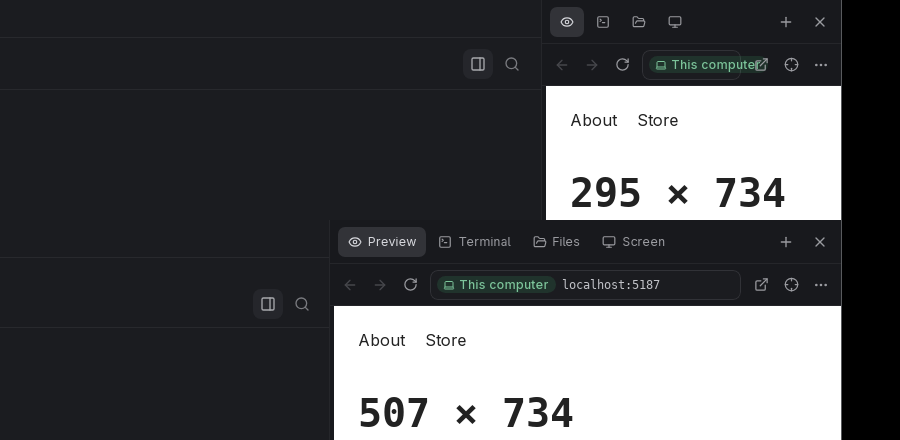 This computer
About Store
295 × 734
Preview Terminal Files Screen
This computer localhost:5187
About Store
507 × 734